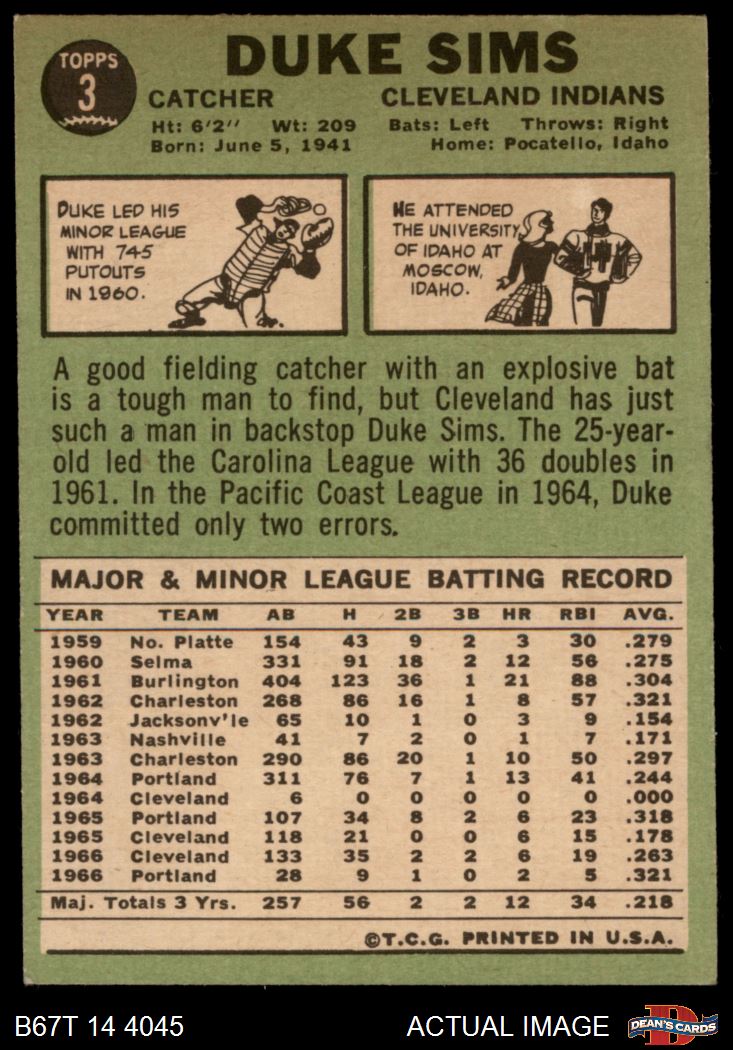 TOPPS
3
DUKE SIMS
CATCHER CLEVELAND INDIANS
Ht: 6'2'' Wt: 209 Bats: Left Throws: Right
Born: June 5, 1941 Home: Pocatello, Idaho
DUKE LED HIS
MINOR LEAGUE
WITH 745
PUTOUTS
IN 1960.
HE ATTENDED
THE UNIVERSITY
OF IDAHO AT
MOSCOW,
IDAHO.
A good fielding catcher with an explosive bat
is a tough man to find, but Cleveland has just
such a man in backstop Duke Sims. The 25-year-
old led the Carolina League with 36 doubles in
1961. In the Pacific Coast League in 1964, Duke
committed only two errors.
MAJOR & MINOR LEAGUE BATTING RECORD
YEAR TEAM AB H 2B 3B HR RBI AVG.
1959 No. Platte 154 43 9 2 3 30 .279
1960 Selma 331 91 18 2 12 56 .275
1961 Burlington 404 123 36 1 21 88 .304
1962 Charleston 268 86 16 1 8 57 .321
1962 Jacksonv'le 65 10 1 0 3 9 .154
1963 Nashville 41 7 2 0 1 7 .171
1963 Charleston 290 86 20 1 10 50 .297
1964 Portland 311 76 7 1 13 41 .244
1964 Cleveland 6 0 0 0 0 0 .000
1965 Portland 107 34 8 2 6 23 .318
1965 Cleveland 118 21 0 0 6 15 .178
1966 Cleveland 133 35 2 2 6 19 .263
1966 Portland 28 9 1 0 2 5 .321
Maj. Totals 3 Yrs. 257 56 2 2 12 34 .218
©T.C.G. PRINTED IN U.S.A.
B67T 14 4045 ACTUAL IMAGE
D
DEAN'S CARDS